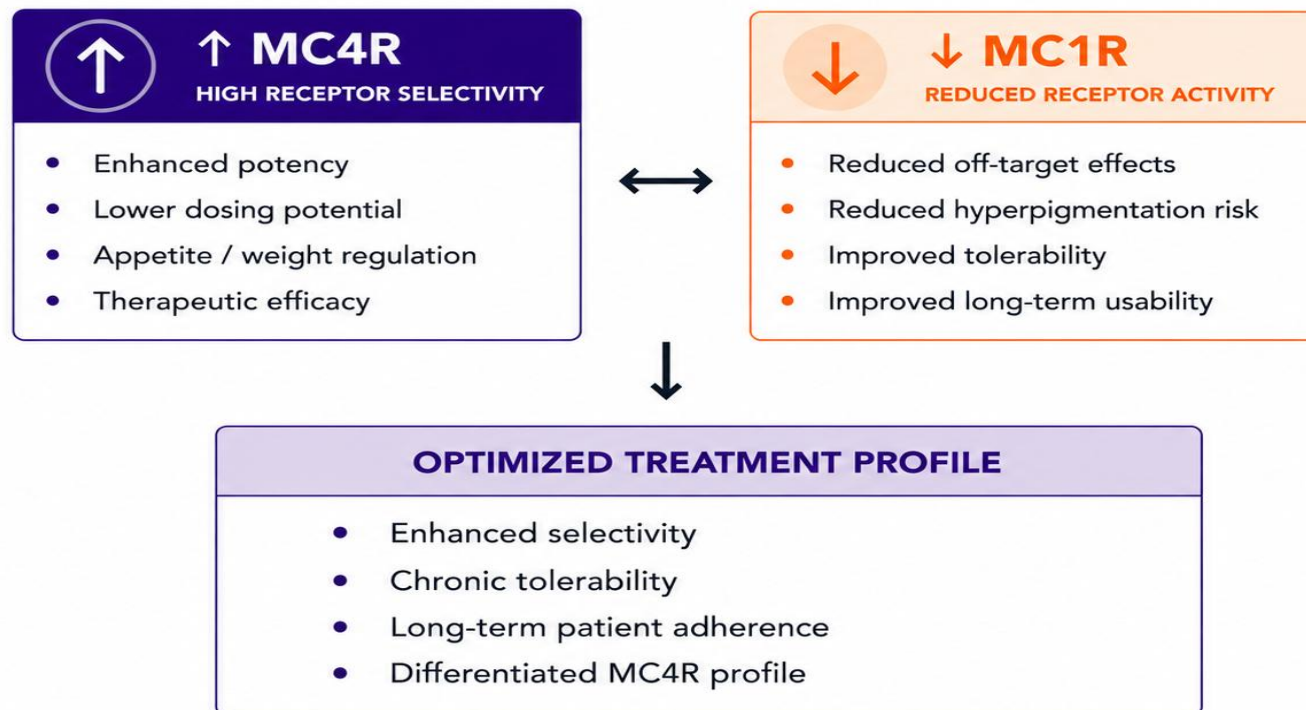 ↑ MC4R
HIGH RECEPTOR SELECTIVITY
• Enhanced potency
• Lower dosing potential
• Appetite / weight regulation
• Therapeutic efficacy
↓ MC1R
REDUCED RECEPTOR ACTIVITY
• Reduced off-target effects
• Reduced hyperpigmentation risk
• Improved tolerability
• Improved long-term usability
OPTIMIZED TREATMENT PROFILE
• Enhanced selectivity
• Chronic tolerability
• Long-term patient adherence
• Differentiated MC4R profile